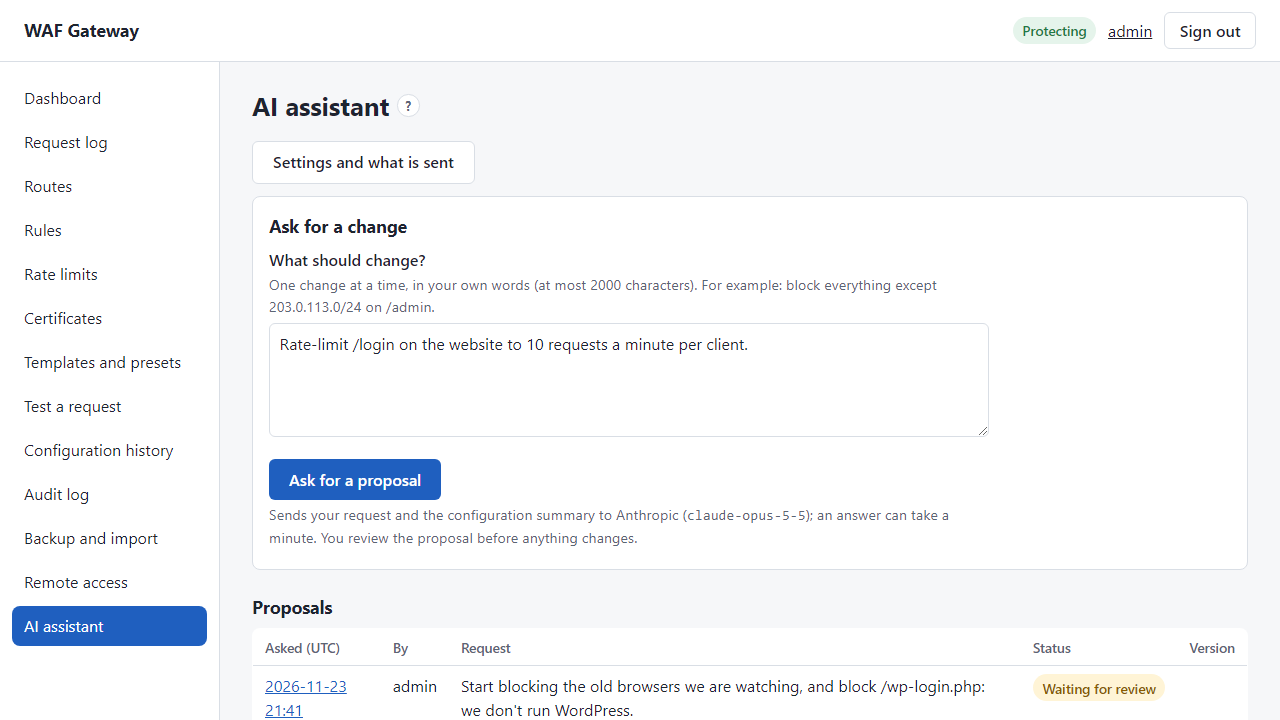 WAF Gateway
Protecting
admin
Sign out
Dashboard
Request log
Routes
Rules
Rate limits
Certificates
Templates and presets
Test a request
Configuration history
Audit log
Backup and import
Remote access
AI assistant
AI assistant ?
Settings and what is sent
Ask for a change
What should change?
One change at a time, in your own words (at most 2000 characters). For example: block everything except
203.0.113.0/24 on /admin.
Rate-limit /login on the website to 10 requests a minute per client.
Ask for a proposal
Sends your request and the configuration summary to Anthropic (claude-opus-5-5); an answer can take a
minute. You review the proposal before anything changes.
Proposals
Asked (UTC) By Request Status Version
2026-11-23 admin Start blocking the old browsers we are watching, and block /wp-login.php: Waiting for review
21:41 we don't run WordPress.